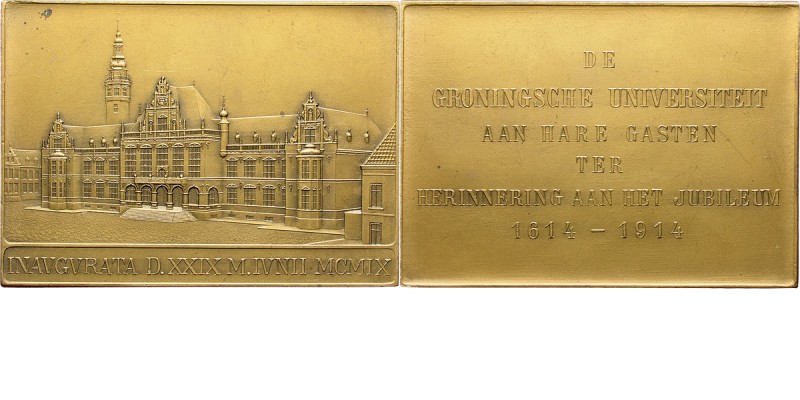 INAVGVRATA D. XXIX M. IVNII · MCMIX
DE
GRONINGSCHE UNIVERSITEIT
AAN HARE GASTEN
TER
HERINNERING AAN HET JUBILEUM
1614 – 1914